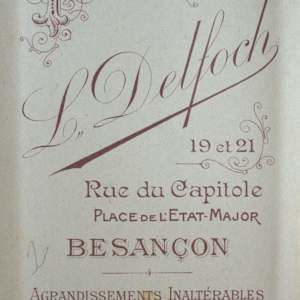 L. Delfoch
19 et 21
Rue du Capitole
PLACE DE L'ETAT-MAJOR
BESANÇON
AGRANDISSEMENTS INALTÉRABLES